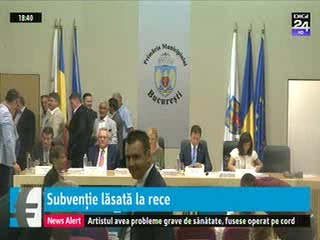 18:40
DIGI
24
HD
Primăria Municipiului
București
Subvenție lăsată la rece
News Alert
Artistul avea probleme grave de sănătate, fusese operat pe cord